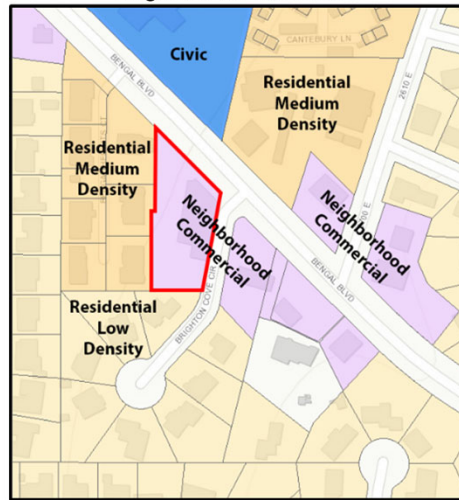 CANTEBURY LN
Civic
BENGAL BLVD
2610 E
Residential
Medium
Density
Residential
Medium
Density
Neighborhood
Commercial
Neighborhood
Commercial
BENGAL BLVD
Residential
Low
Density
BRIGHTON COVE CIR